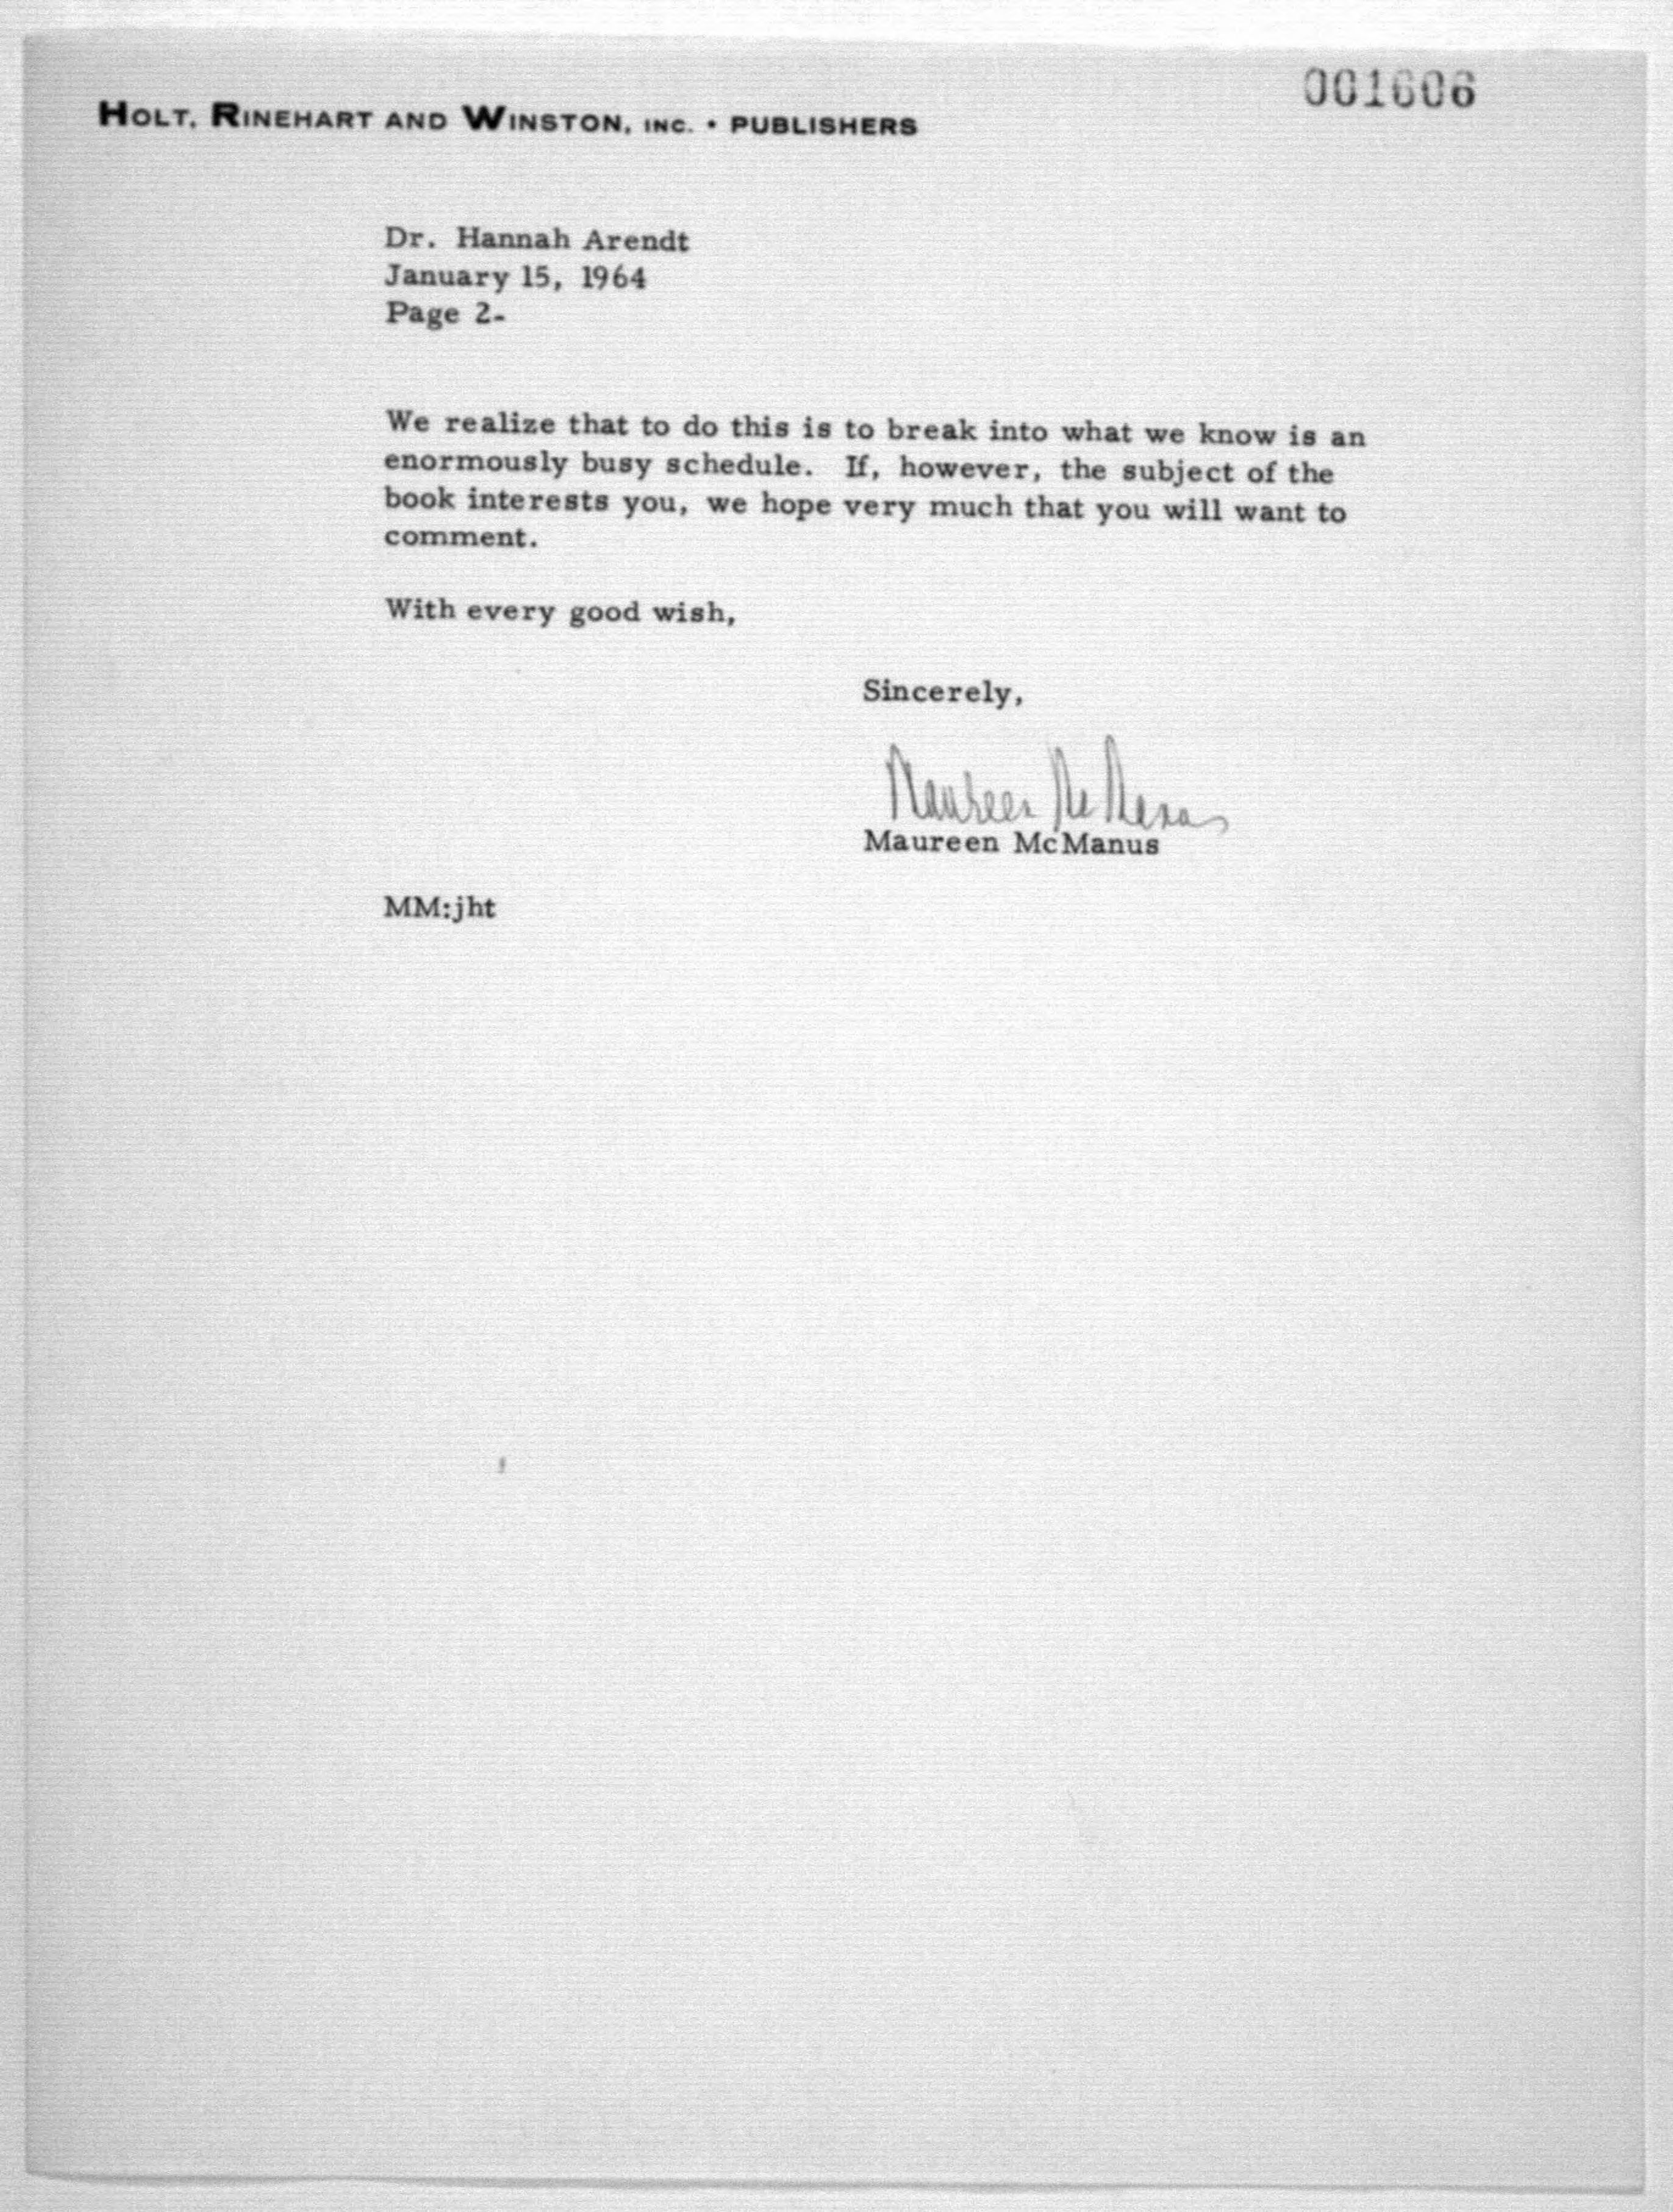 001606
HOLT, RINEHART AND WINSTON, INC. • PUBLISHERS
Dr. Hannah Arendt
January 15, 1964
Page 2-
We realize that to do this is to break into what we know is an
enormously busy schedule. If, however, the subject of the
book interests you, we hope very much that you will want to
comment.
With every good wish,
Sincerely,
Maureen McManus
Maureen McManus
MM:jht